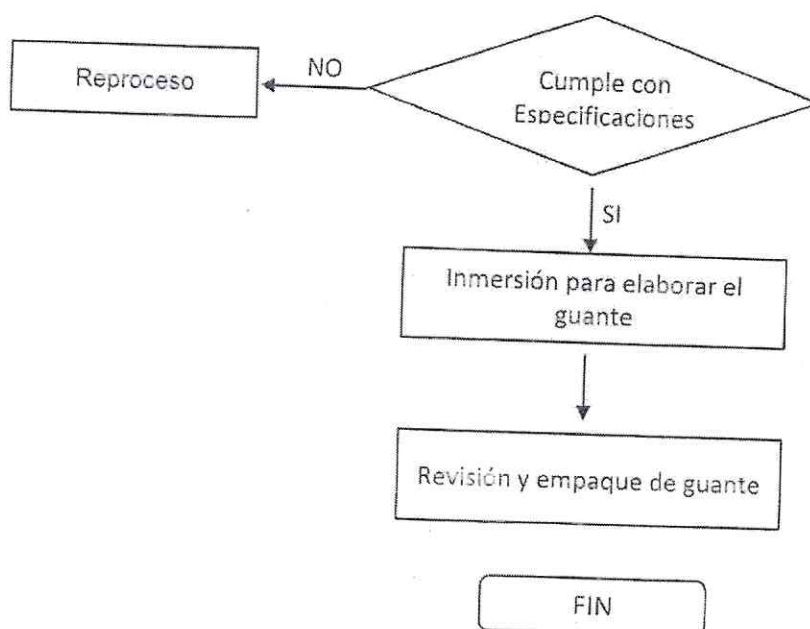 Cumple con
Especificaciones
NO
Reproceso
SI
Inmersión para elaborar el
guante
Revisión y empaque de guante
FIN